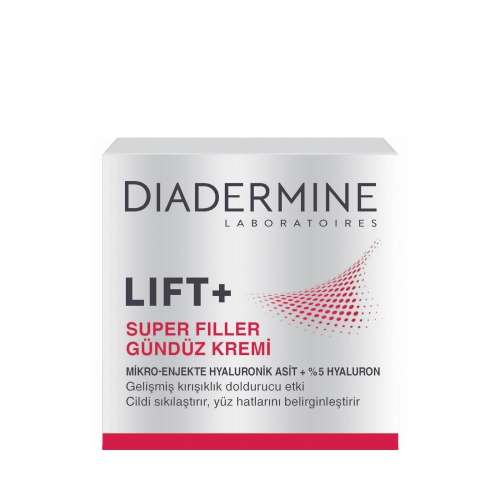 DIADERMINE
LABORATOIRES
LIFT+
SUPER FILLER
GÜNDÜZ KREMİ
MİKRO-ENJEKTE HYALURONİK ASİT + %5 HYALURON
Gelişmiş kırışıklık doldurucu etki
Cildi sıkılaştırır, yüz hatlarını belirginleştirir